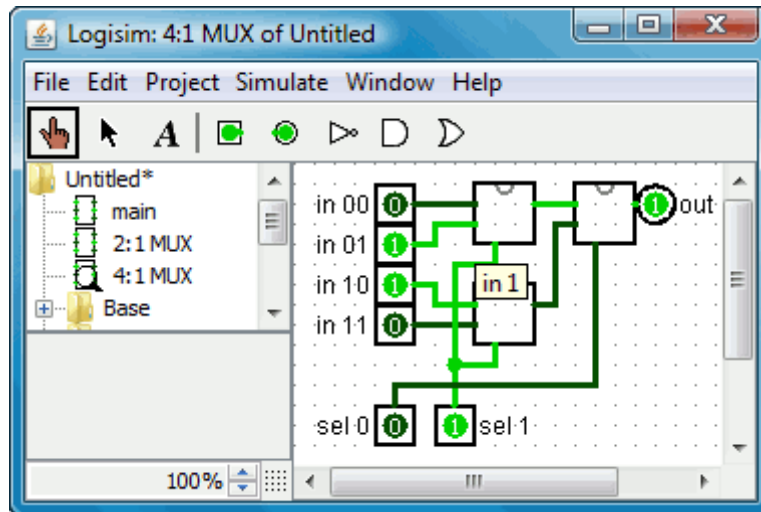 Logisim: 4:1 MUX of Untitled
File Edit Project Simulate Window Help
A
Untitled*
main
2:1 MUX
4:1 MUX
Base
100%
in 00 0
1 out
in 01 1
in 10 1
in 1
in 11 0
sel 0 0
1 sel 1